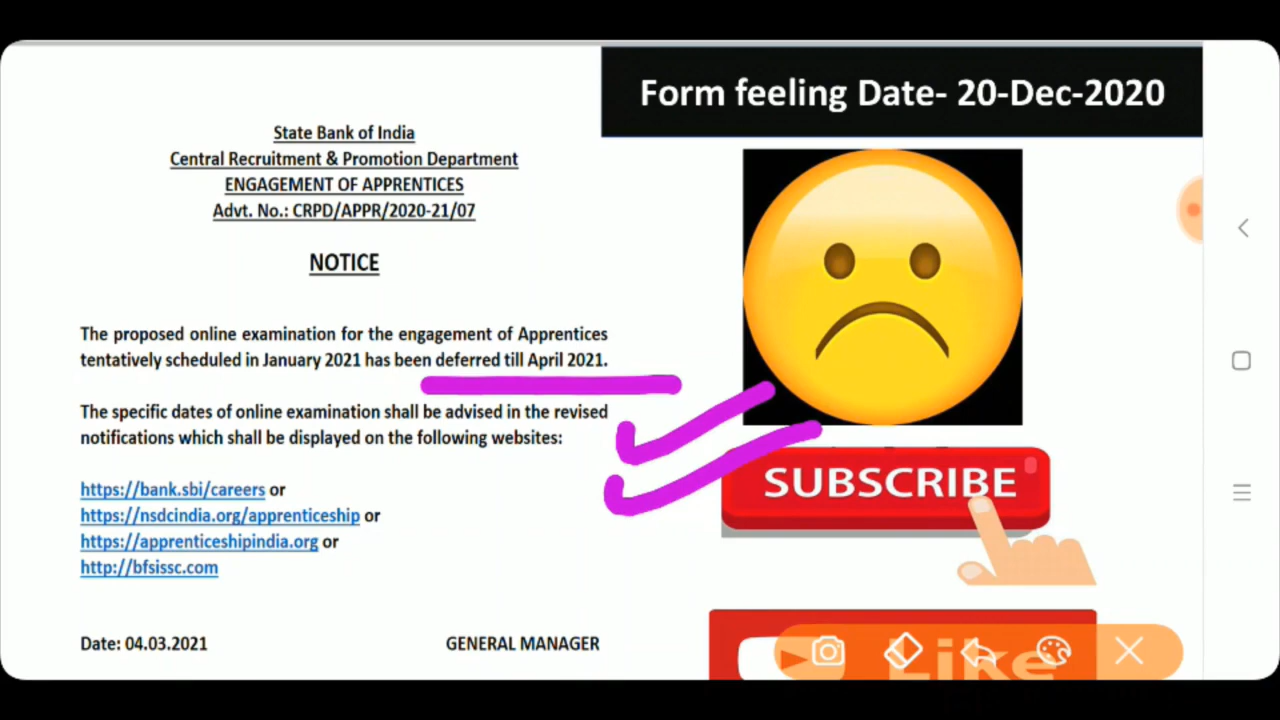 Form feeling Date- 20-Dec-2020
State Bank of India
Central Recruitment & Promotion Department
ENGAGEMENT OF APPRENTICES
Advt. No.: CRPD/APPR/2020-21/07
NOTICE
The proposed online examination for the engagement of Apprentices
tentatively scheduled in January 2021 has been deferred till April 2021.
The specific dates of online examination shall be advised in the revised
notifications which shall be displayed on the following websites:
https://bank.sbi/careers or
https://nsdcindia.org/apprenticeship or
https://apprenticeshipindia.org or
http://bfsissc.com
Date: 04.03.2021 GENERAL MANAGER
SUBSCRIBE
Like